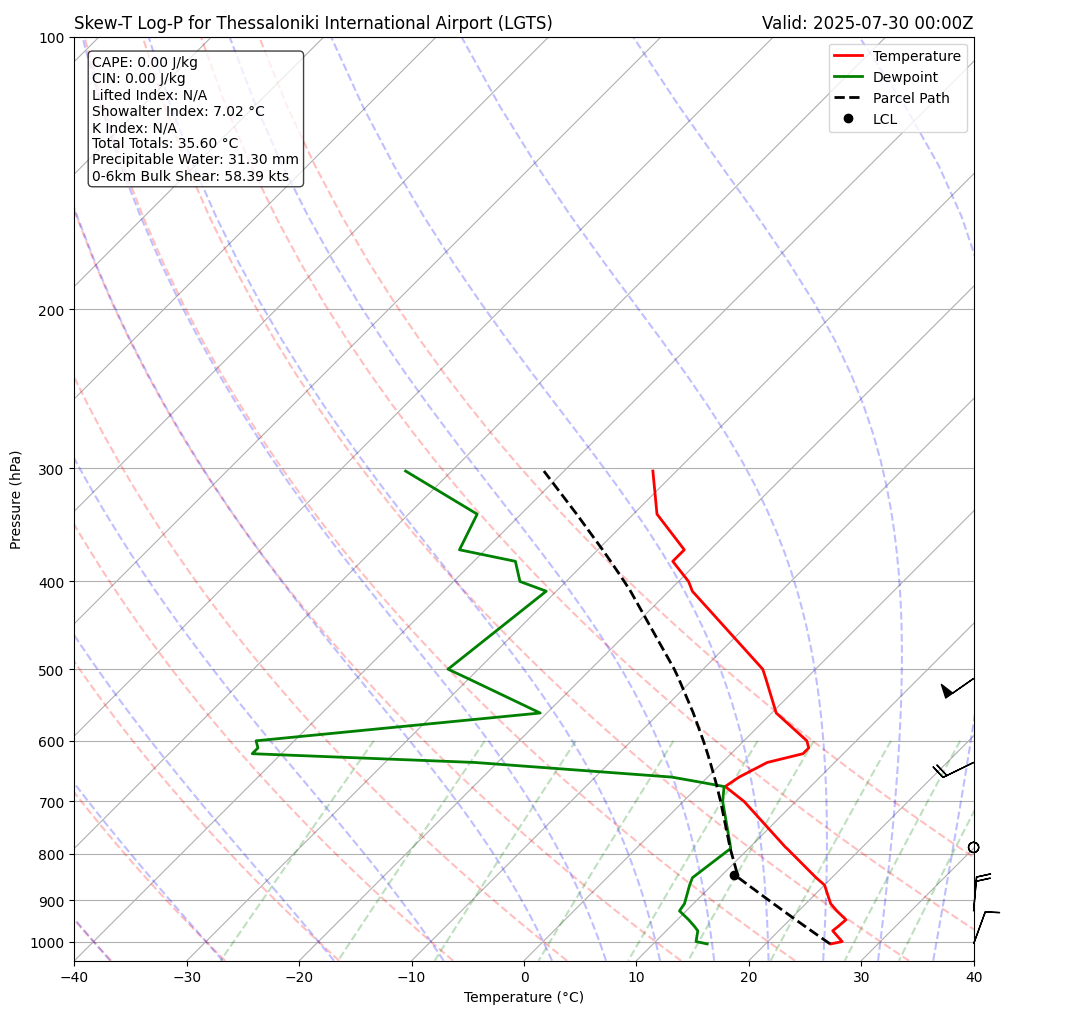 Skew-T Log-P for Thessaloniki International Airport (LGTS)
Valid: 2025-07-30 00:00Z
CAPE: 0.00 J/kg
CIN: 0.00 J/kg
Lifted Index: N/A
Showalter Index: 7.02 °C
K Index: N/A
Total Totals: 35.60 °C
Precipitable Water: 31.30 mm
0-6km Bulk Shear: 58.39 kts
Temperature
Dewpoint
Parcel Path
LCL
Pressure (hPa)
100
200
300
400
500
600
700
800
900
1000
−40
−30
−20
−10
0
10
20
30
40
Temperature (°C)